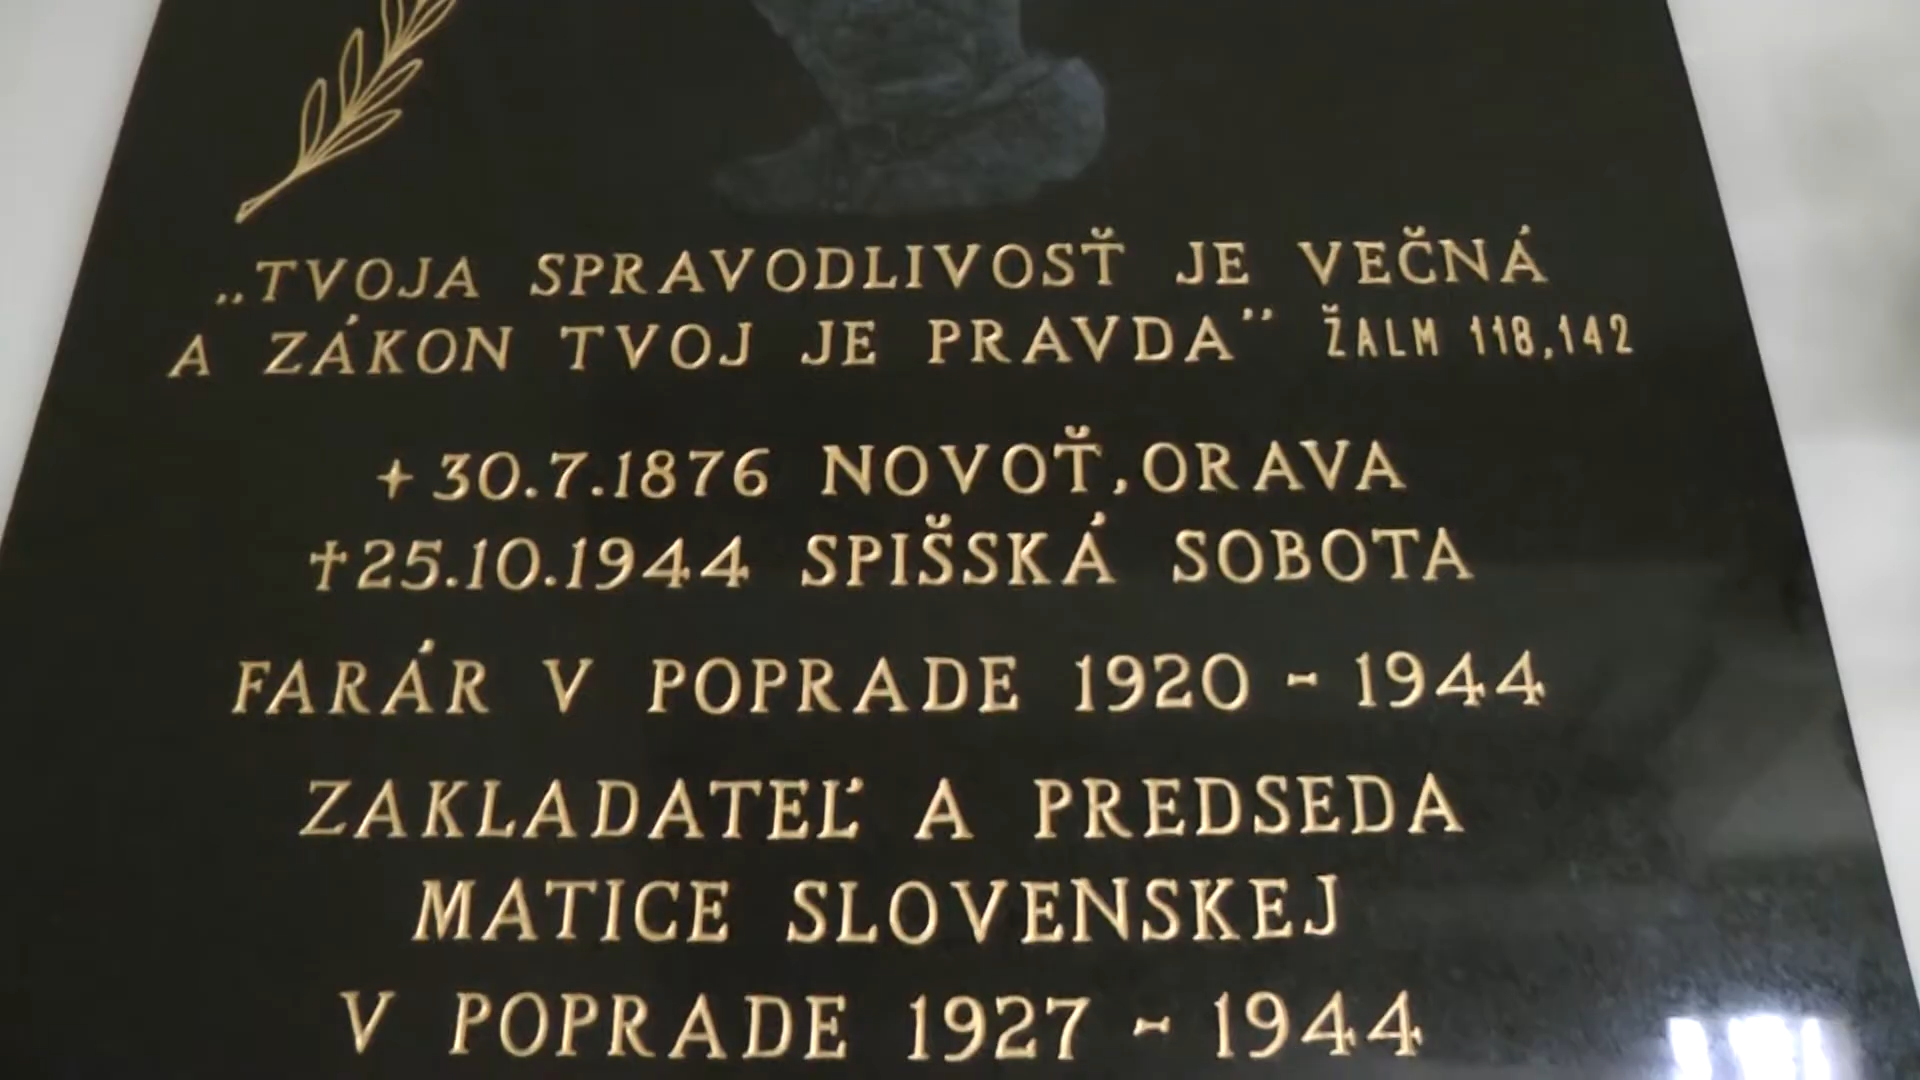 „TVOJA SPRAVODLIVOSŤ JE VEČNÁ
A ZÁKON TVOJ JE PRAVDA” ŽALM 118,142
+ 30.7.1876 NOVOŤ, ORAVA
†25.10.1944 SPIŠSKÁ SOBOTA
FARÁR V POPRADE 1920 - 1944
ZAKLADATEĽ A PREDSEDA
MATICE SLOVENSKEJ
V POPRADE 1927 - 1944